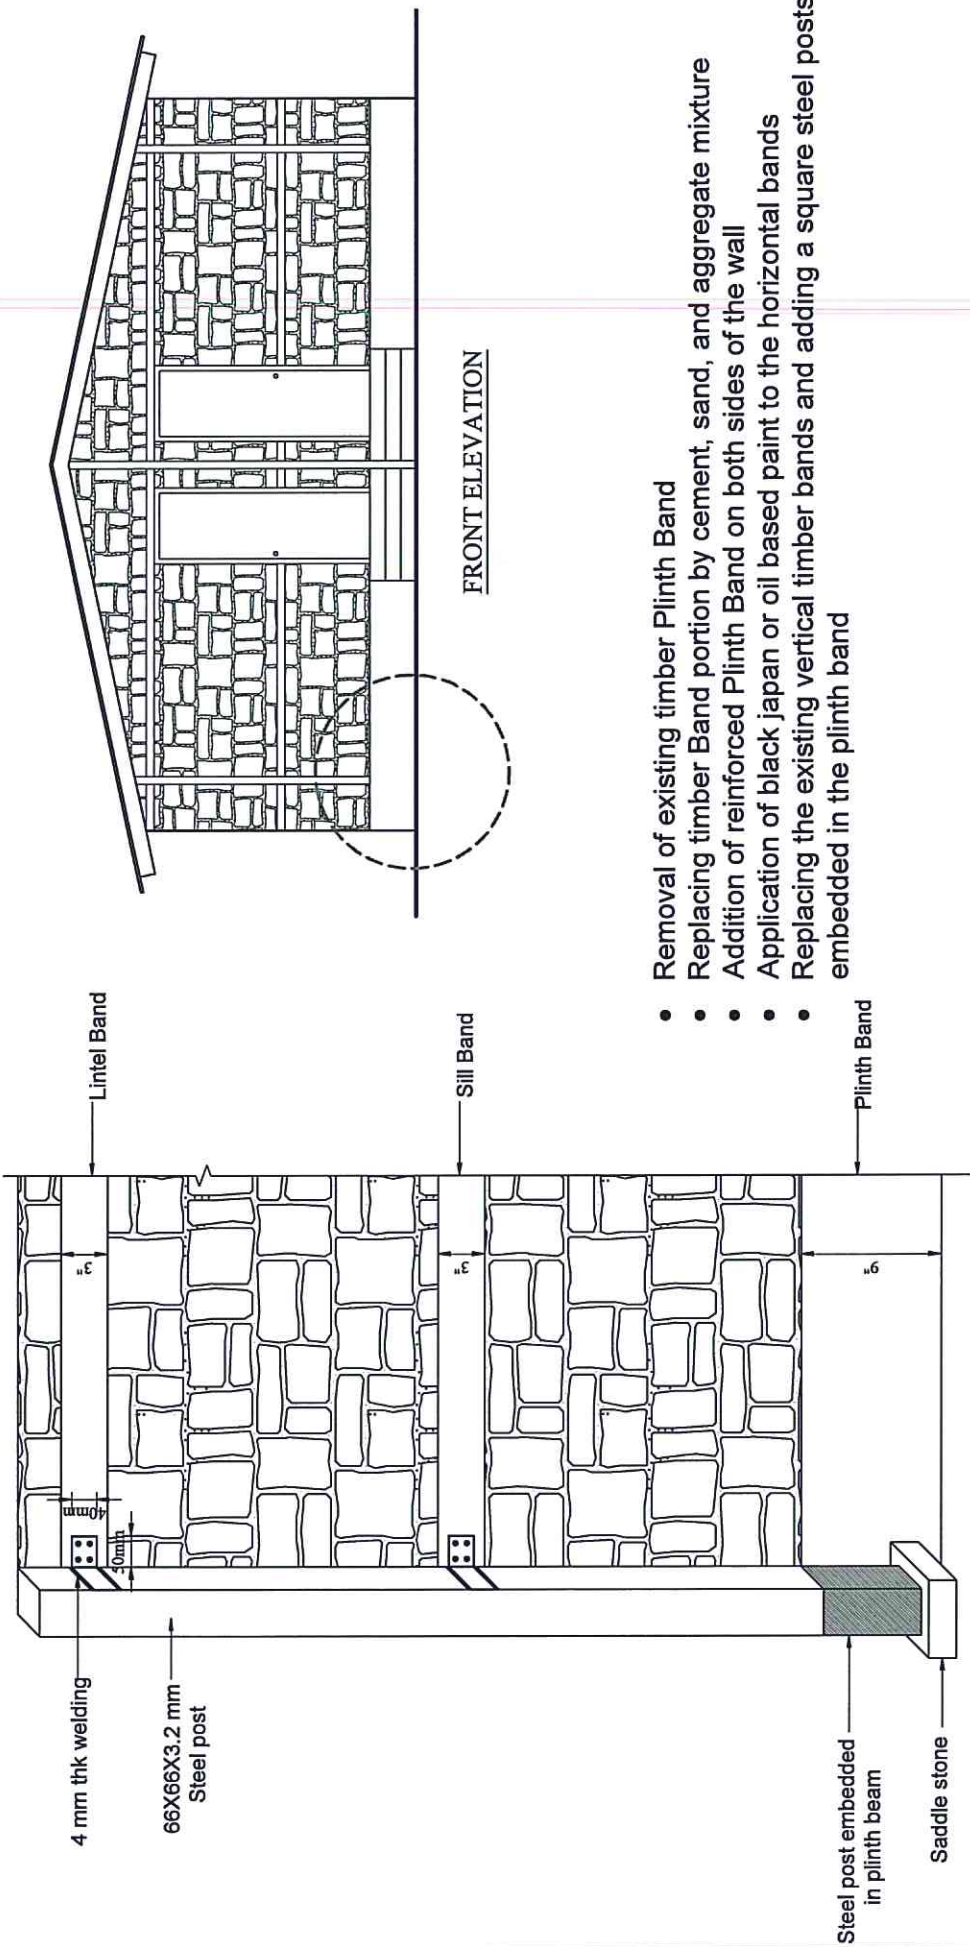 4 mm thk welding
40mm
50mm
3"
Lintel Band
66X66X3.2 mm
Steel post
3"
Sill Band
Steel post embedded
in plinth beam
9"
Plinth Band
Saddle stone
FRONT ELEVATION
• Removal of existing timber Plinth Band
• Replacing timber Band portion by cement, sand, and aggregate mixture
• Addition of reinforced Plinth Band on both sides of the wall
• Application of black japan or oil based paint to the horizontal bands
• Replacing the existing vertical timber bands and adding a square steel posts
embedded in the plinth band